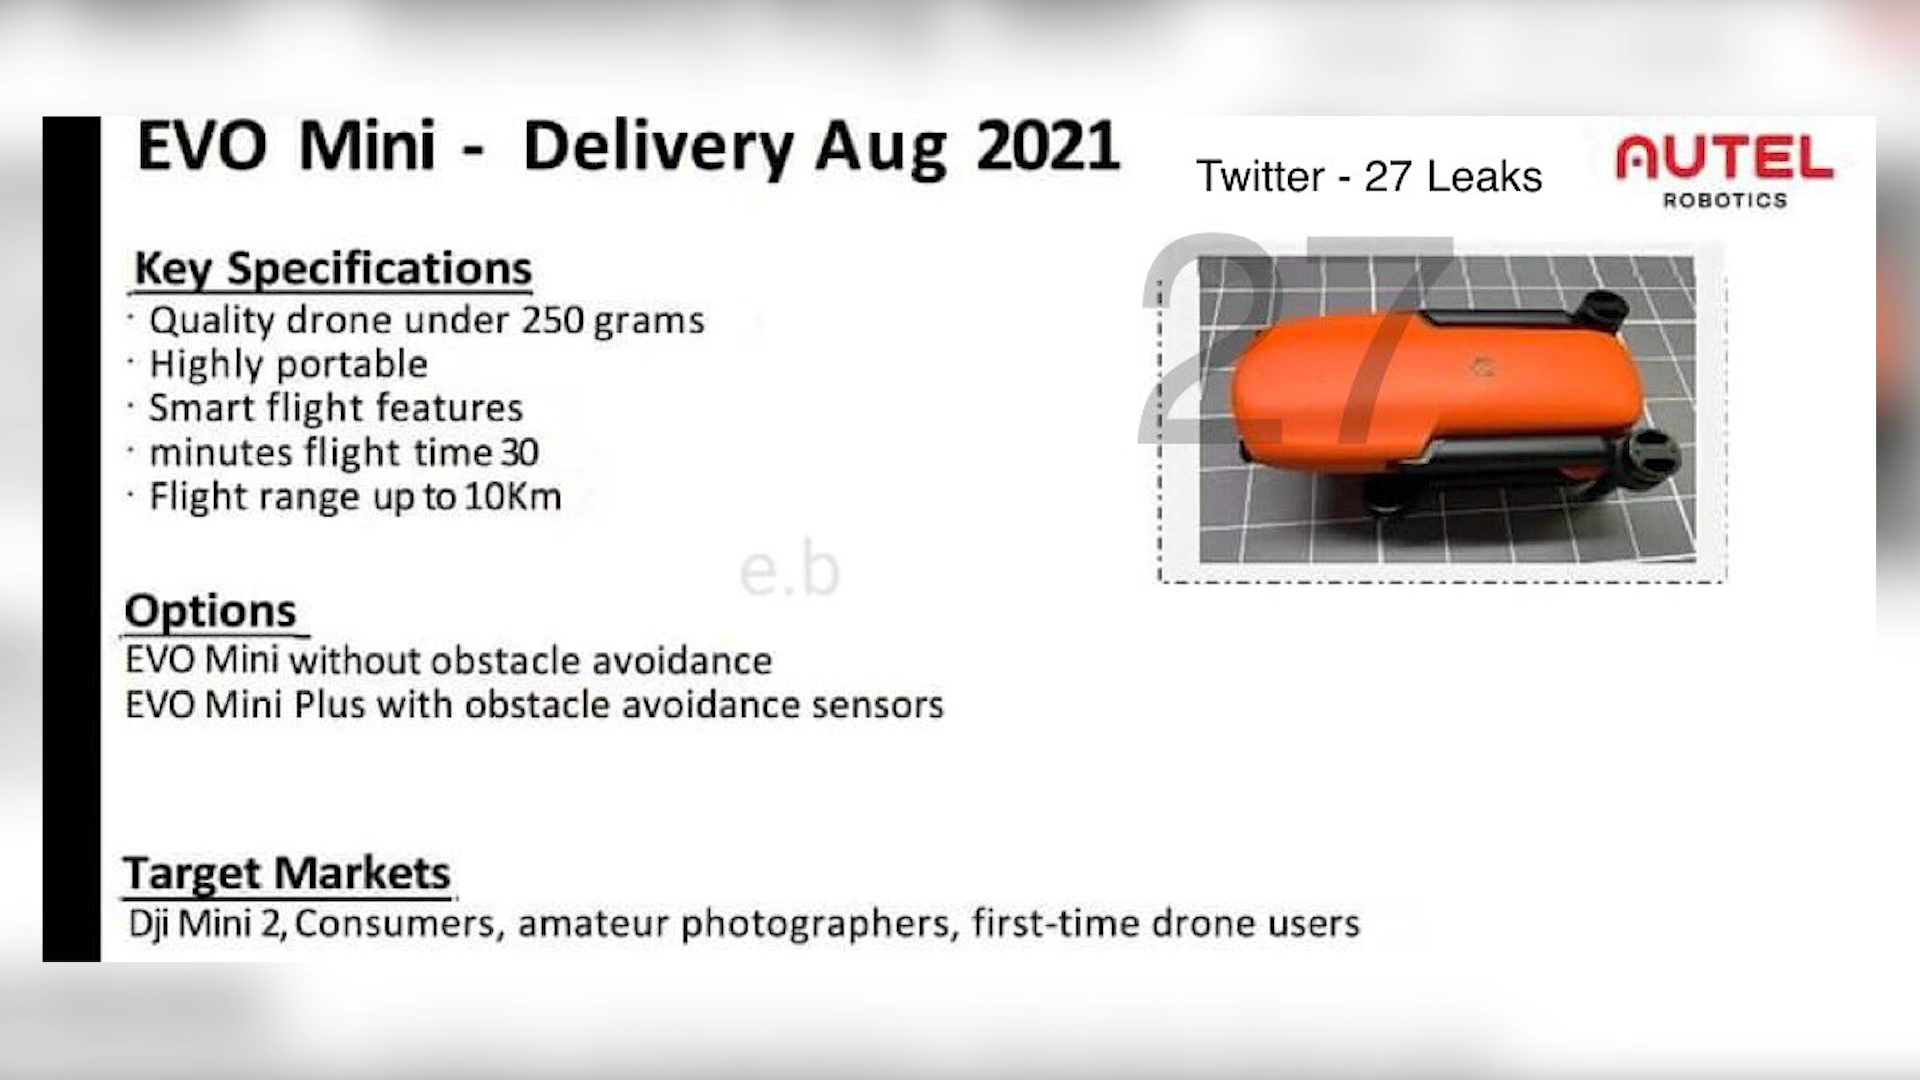 EVO Mini - Delivery Aug 2021
Twitter - 27 Leaks
AUTEL
ROBOTICS
27
Key Specifications
· Quality drone under 250 grams
· Highly portable
· Smart flight features
· minutes flight time 30
· Flight range up to 10Km
e.b
Options
EVO Mini without obstacle avoidance
EVO Mini Plus with obstacle avoidance sensors
Target Markets
Dji Mini 2, Consumers, amateur photographers, first-time drone users